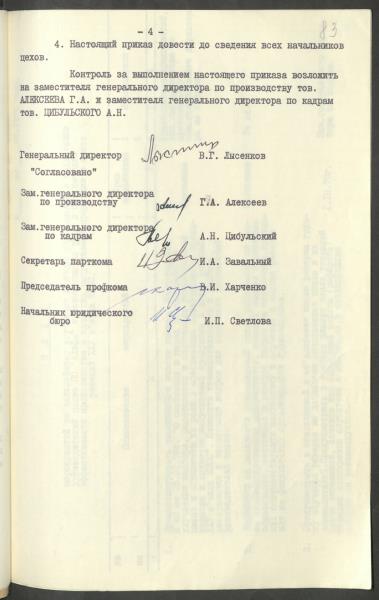 - 4 -
83
4. Настоящий приказ довести до сведения всех начальников
цехов.
Контроль за выполнением настоящего приказа возложить
на заместителя генерального директора по производству тов.
АЛЕКСЕЕВА Г.А. и заместителя генерального директора по кадрам
тов. ЦИБУЛЬСКОГО А.Н.
Генеральный директор В.Г. Лысенков
"Согласовано"
Зам.генерального директора
по производству Г.А. Алексеев
Зам.генерального директора
по кадрам А.Н. Цибульский
Секретарь парткома И.А. Завальный
Председатель профкома В.И. Харченко
Начальник юридического
бюро И.П. Светлова